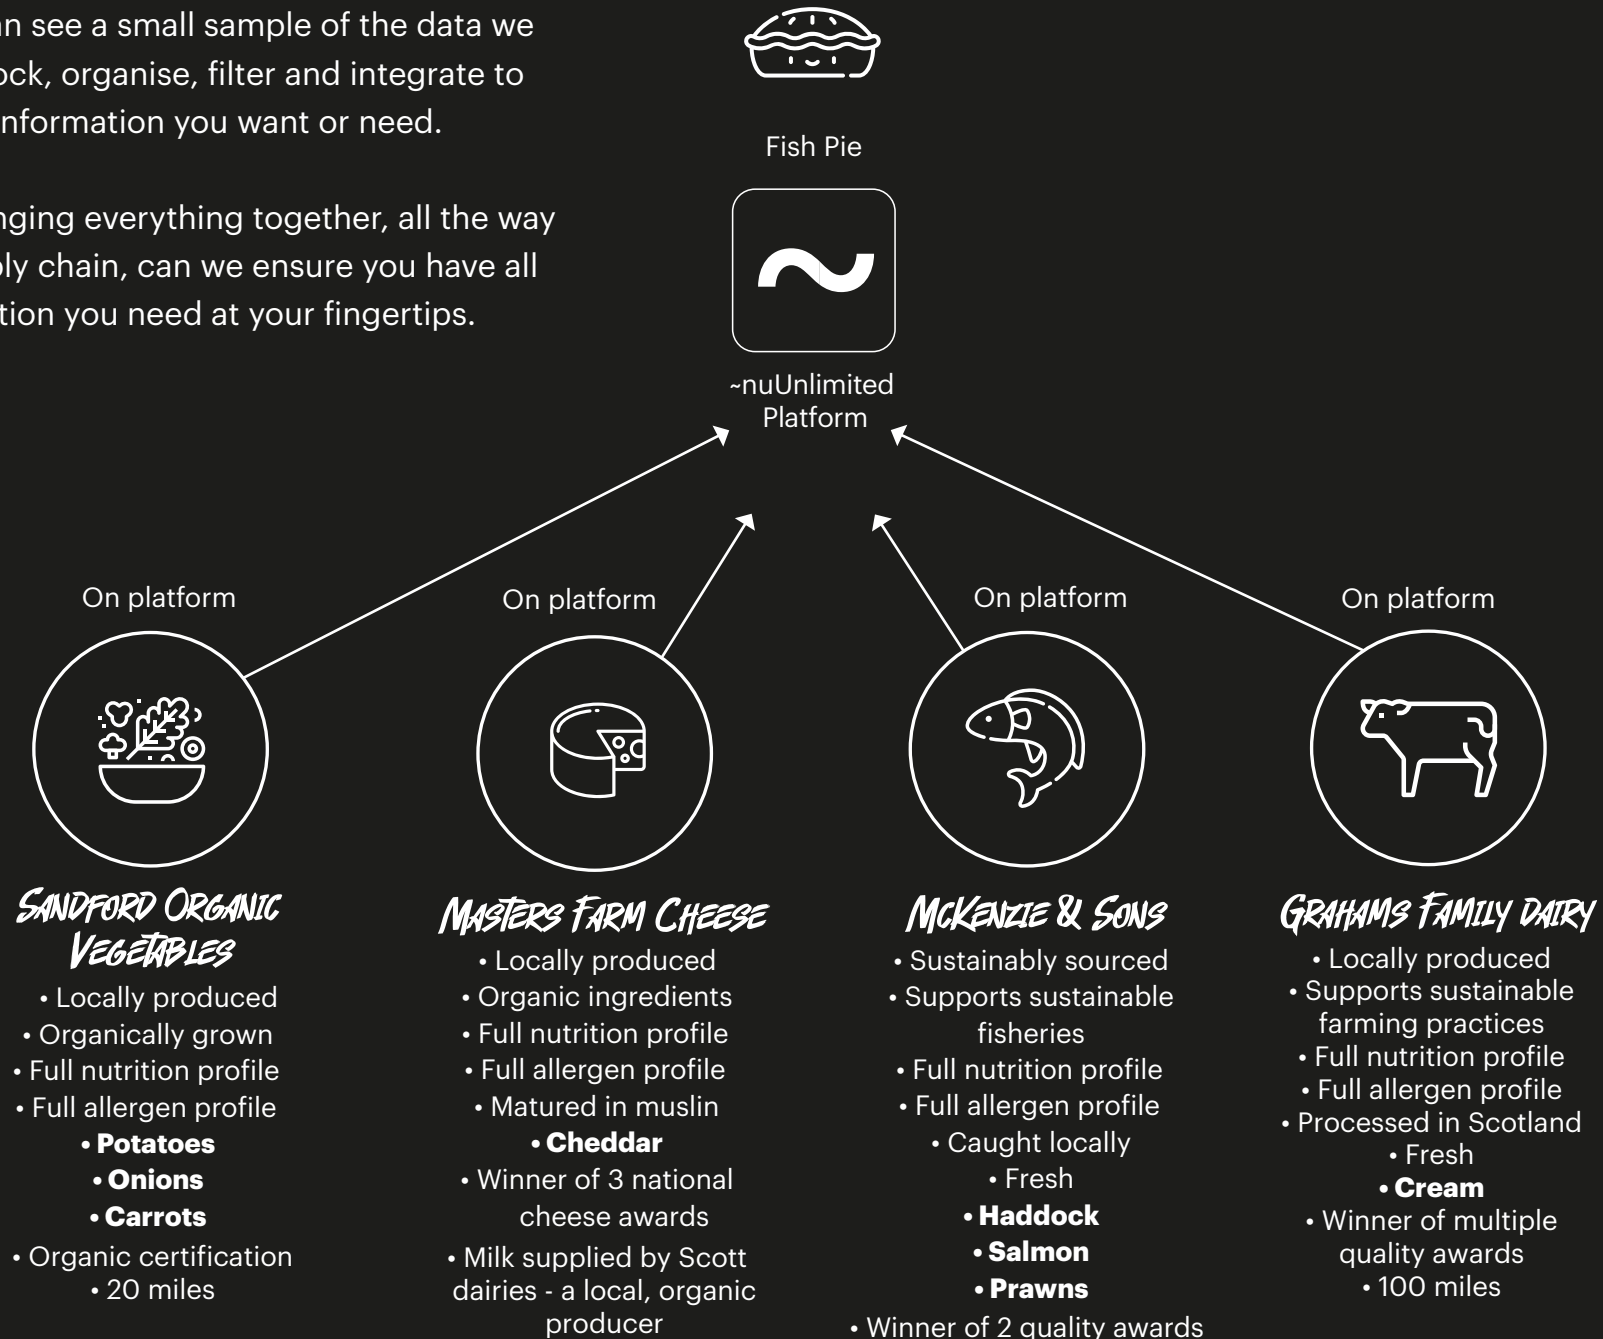 an see a small sample of the data we
ock, organise, filter and integrate to
nformation you want or need.
nging everything together, all the way
ly chain, can we ensure you have all
tion you need at your fingertips.
Fish Pie
~nuUnlimited
Platform
On platform
SANDFORD ORGANIC
VEGETABLES
• Locally produced
• Organically grown
• Full nutrition profile
• Full allergen profile
• Potatoes
• Onions
• Carrots
• Organic certification
• 20 miles
On platform
MASTERS FARM CHEESE
• Locally produced
• Organic ingredients
• Full nutrition profile
• Full allergen profile
• Matured in muslin
• Cheddar
• Winner of 3 national
cheese awards
• Milk supplied by Scott
dairies - a local, organic
producer
On platform
MCKENZIE & SONS
• Sustainably sourced
• Supports sustainable
fisheries
• Full nutrition profile
• Full allergen profile
• Caught locally
• Fresh
• Haddock
• Salmon
• Prawns
• Winner of 2 quality awards
On platform
GRAHAMS FAMILY DAIRY
• Locally produced
• Supports sustainable
farming practices
• Full nutrition profile
• Full allergen profile
• Processed in Scotland
• Fresh
• Cream
• Winner of multiple
quality awards
• 100 miles